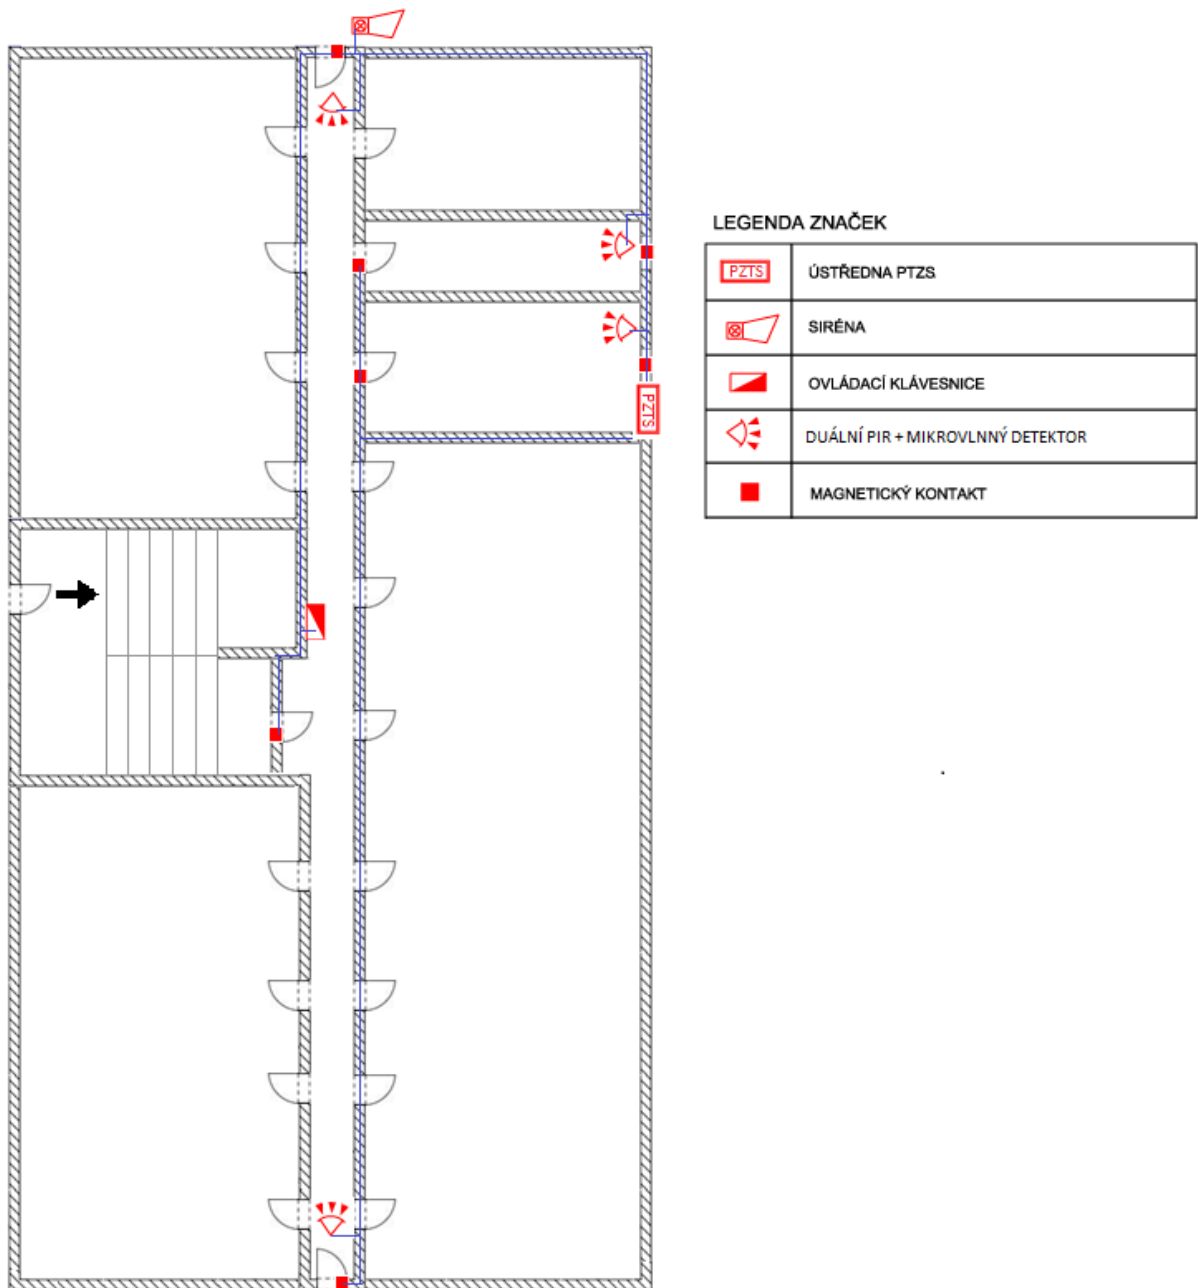 LEGENDA ZNAČEK
PZTS
ÚSTŘEDNA PTZS
SIRÉNA
OVLÁDACÍ KLÁVESNICE
PZTS
DUÁLNÍ PIR + MIKROVLNNÝ DETEKTOR
MAGNETICKÝ KONTAKT